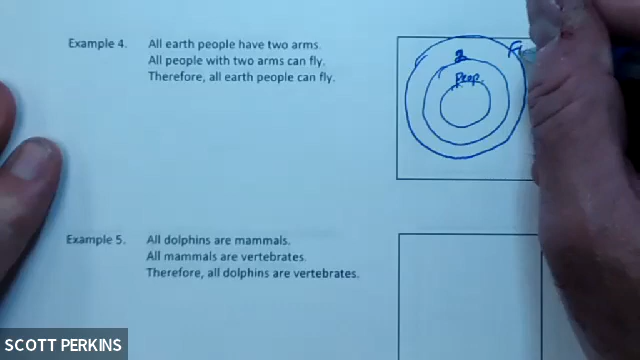 Example 4. All earth people have two arms.
All people with two arms can fly.
Therefore, all earth people can fly.
2
Peop
Example 5. All dolphins are mammals.
All mammals are vertebrates.
Therefore, all dolphins are vertebrates.
SCOTT PERKINS